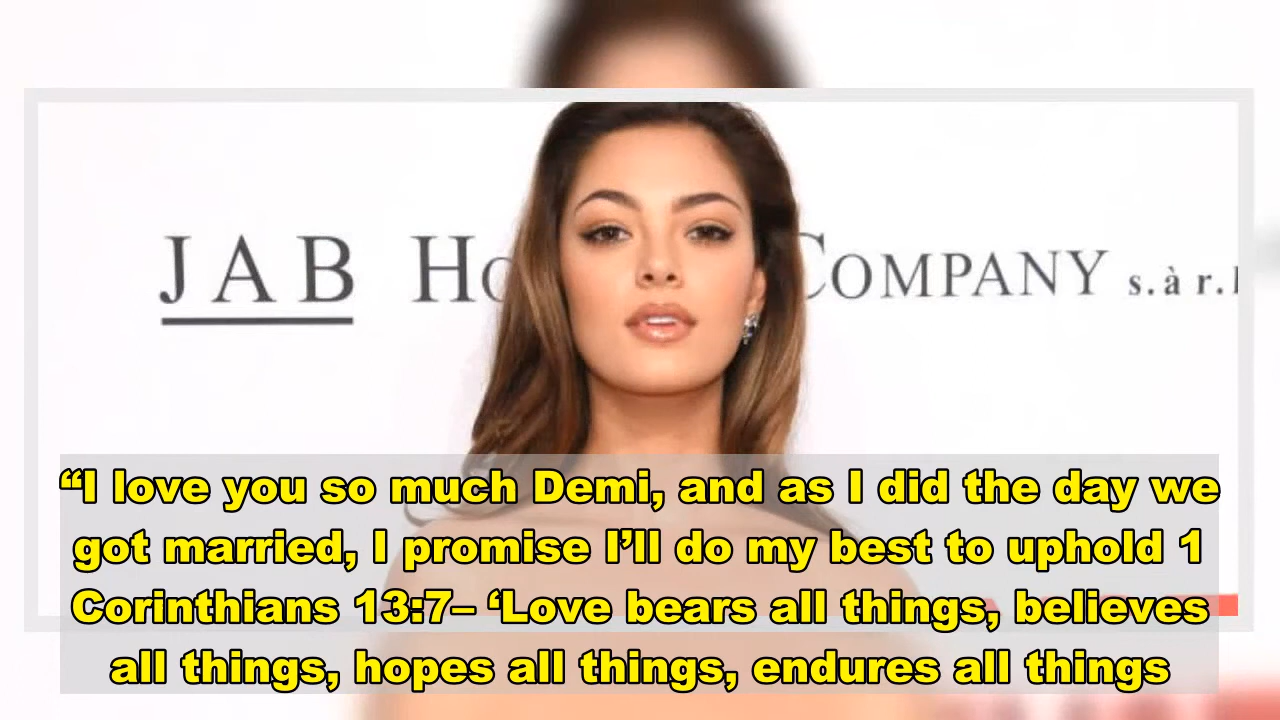 JAB Ho COMPANY s.à r.l
“I love you so much Demi, and as I did the day we
got married, I promise I’ll do my best to uphold 1
Corinthians 13:7– ‘Love bears all things, believes
all things, hopes all things, endures all things